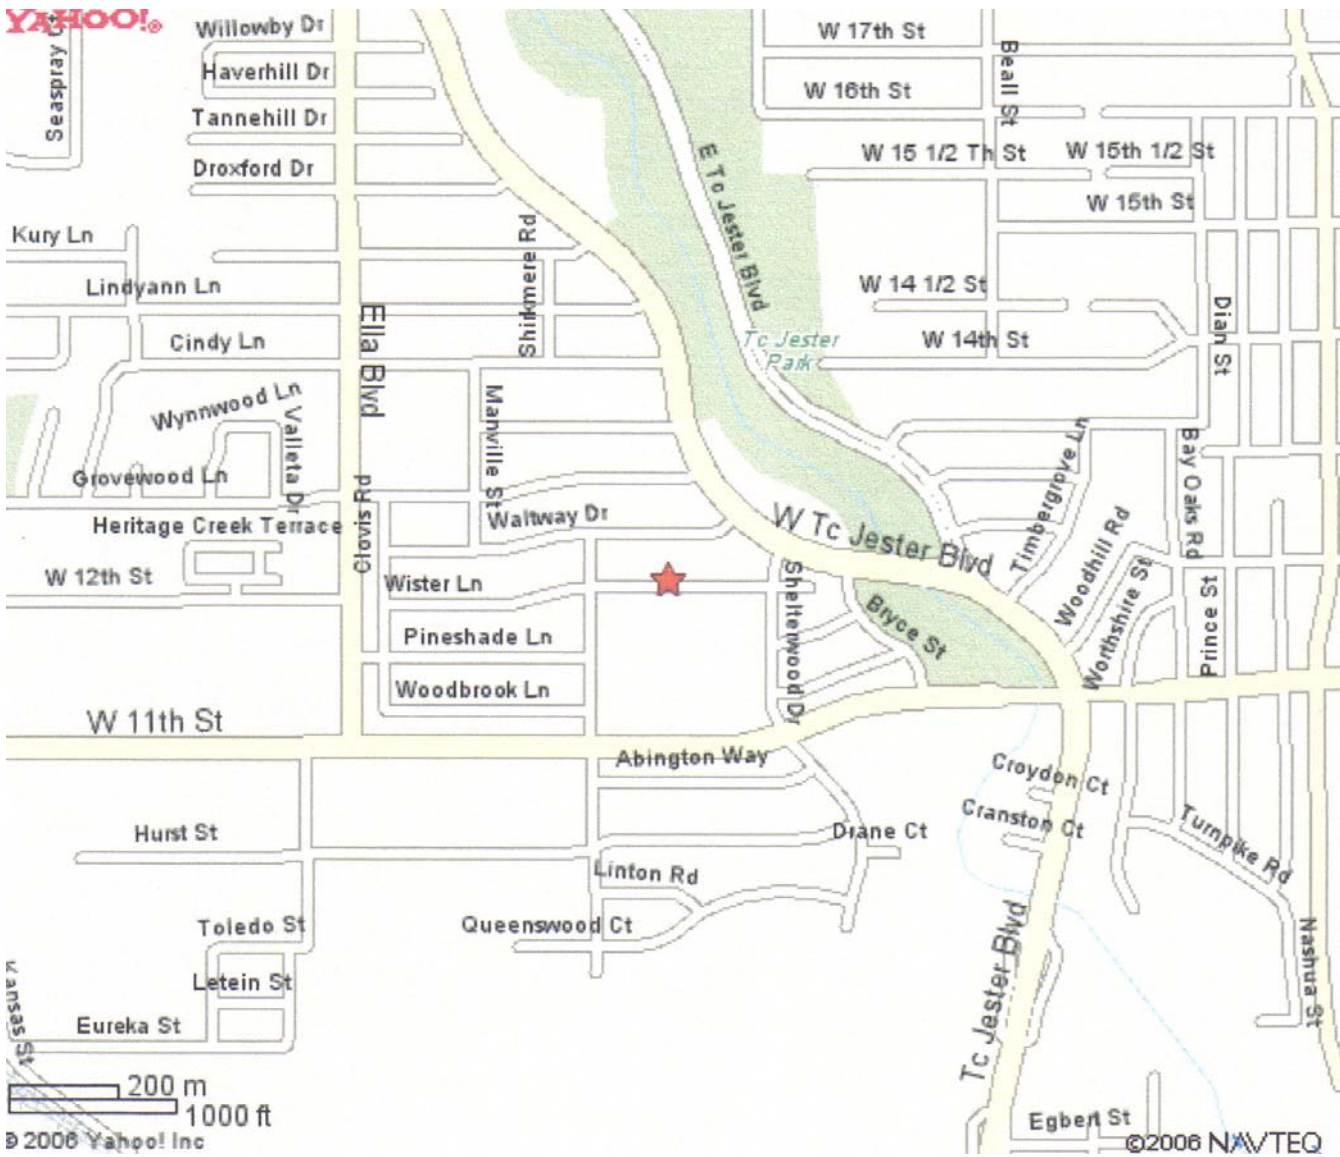 YAHOO!®
Willowby Dr
W 17th St
Seaspray Ct
Haverhill Dr
Beall St
W 16th St
Tannehill Dr
Droxford Dr
E Tc Jester Blvd
W 15 1/2 Th St
W 15th 1/2 St
W 15th St
Kury Ln
Shirkmere Rd
Lindyann Ln
W 14 1/2 St
Ella Blvd
Cindy Ln
Tc Jester
Park
W 14th St
Dian St
Wynnwood Ln
Valleta Dr
Manville St
Grovewood Ln
Timbergrove Ln
Bay Oaks Rd
Clovis Rd
Waltway Dr
Heritage Creek Terrace
W Tc Jester Blvd
Woodhill Rd
W 12th St
Wister Ln
Shelterwood Dr
Bryce St
Worthshire St
Prince St
Pineshade Ln
Woodbrook Ln
W 11th St
Abington Way
Croydon Ct
Cranston Ct
Hurst St
Drane Ct
Turnpike Rd
Linton Rd
Toledo St
Queenswood Ct
Tc Jester Blvd
Nashua St
Letein St
Kansas St
Eureka St
200 m
1000 ft
Egbert St
© 2006 Yahoo! Inc
©2006 NAVTEQ